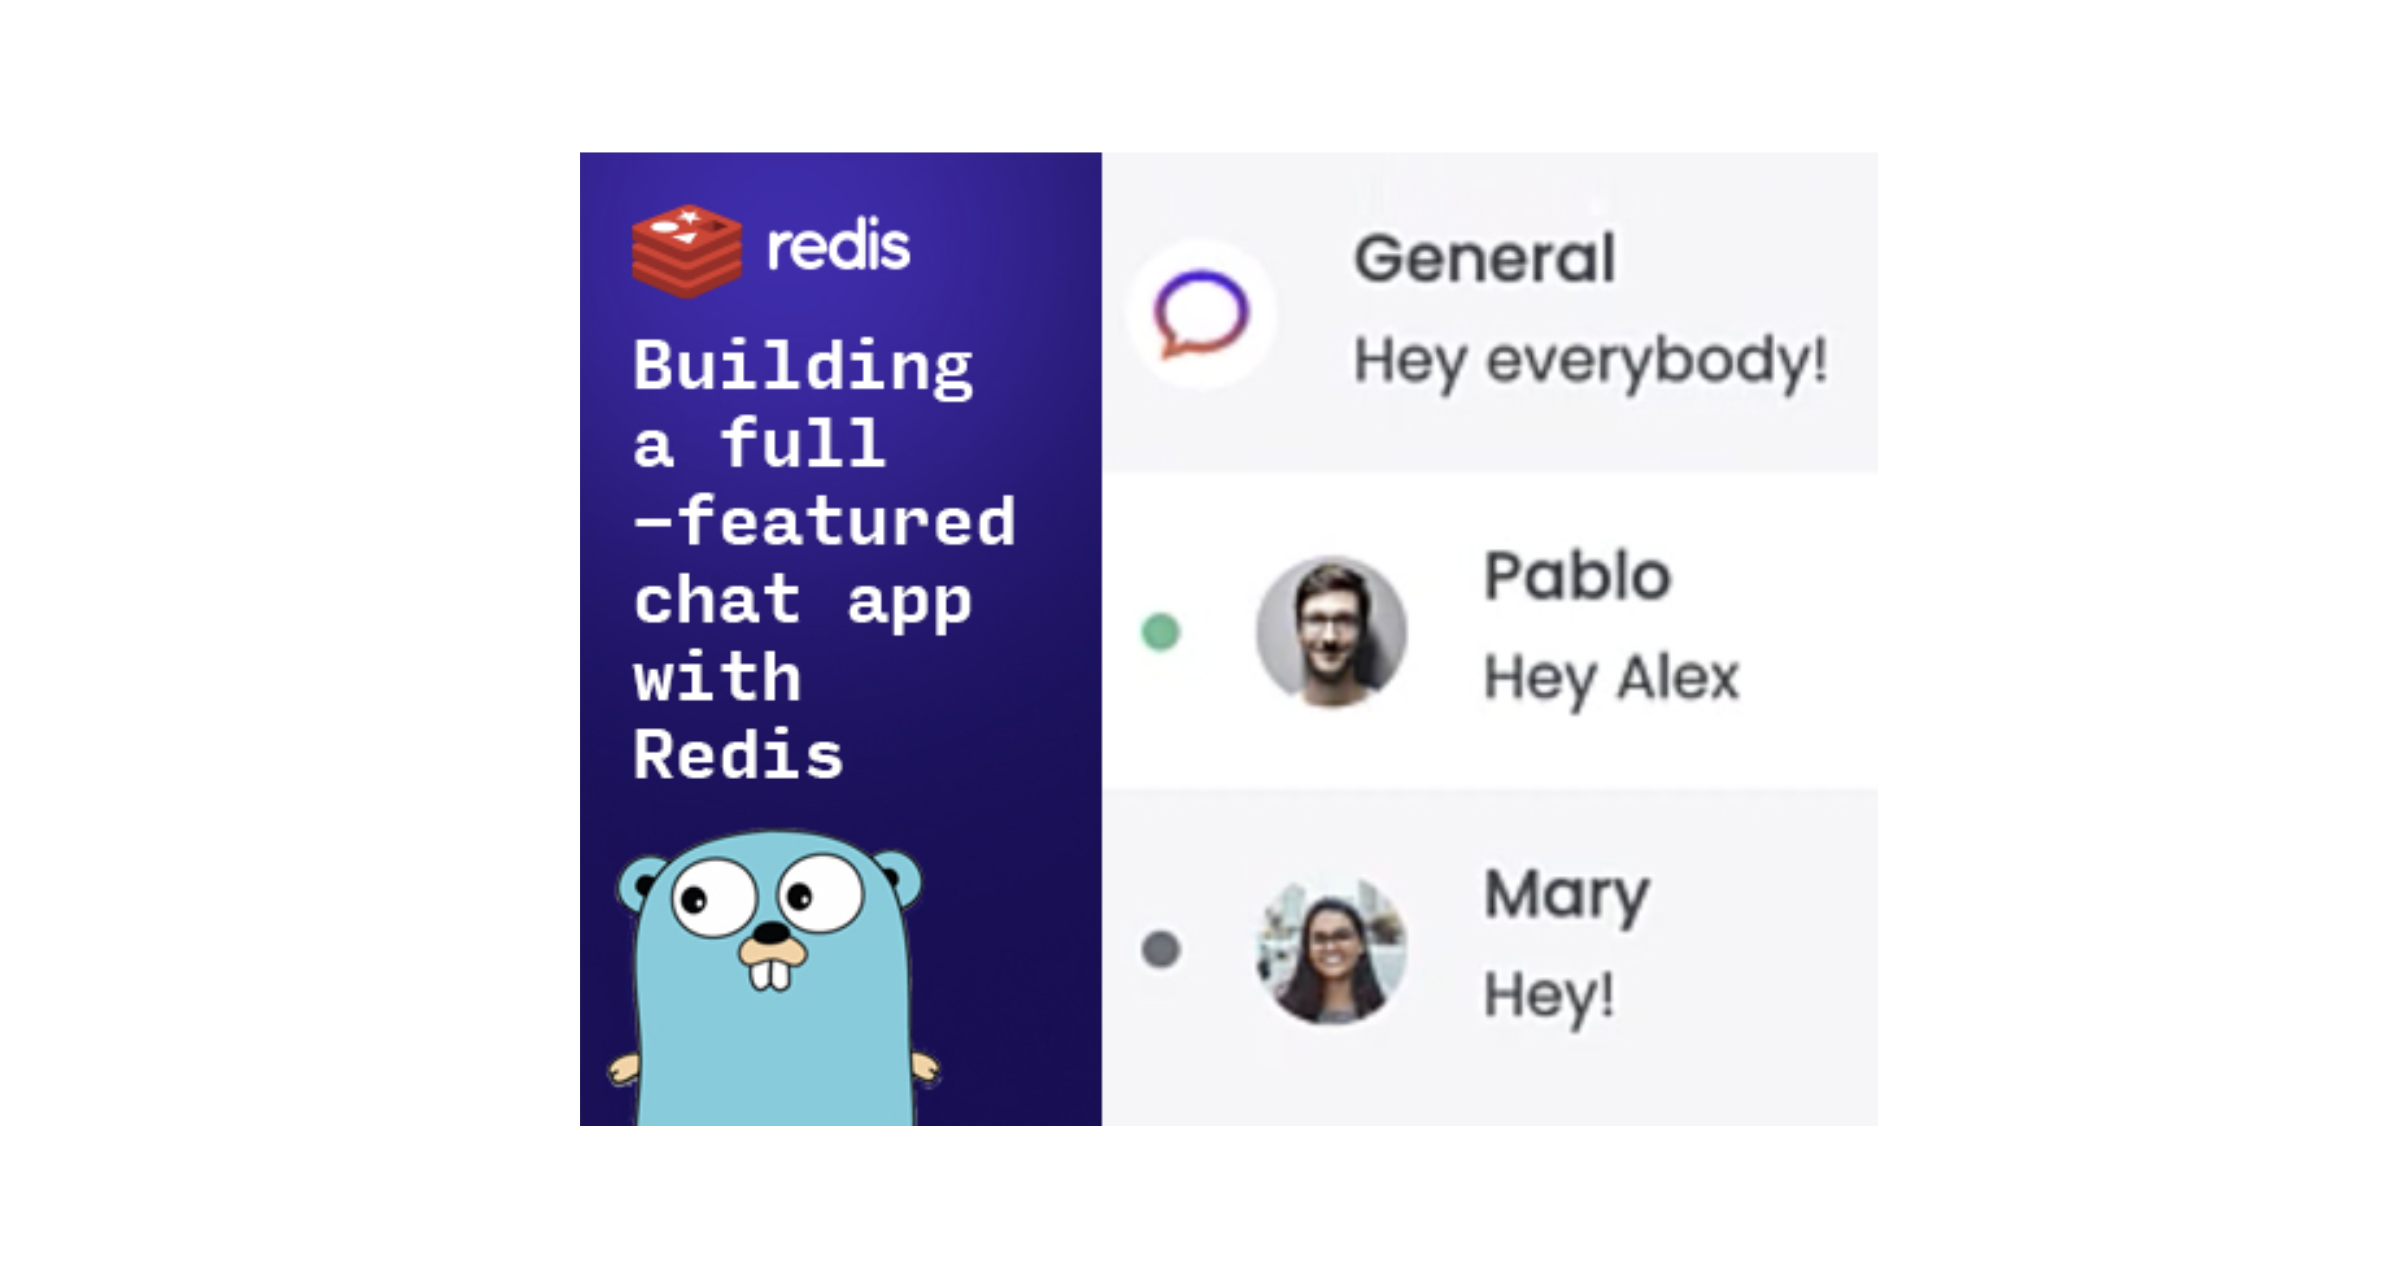 redis
Building
a full
–featured
chat app
with
Redis
General
Hey everybody!
Pablo
Hey Alex
Mary
Hey!